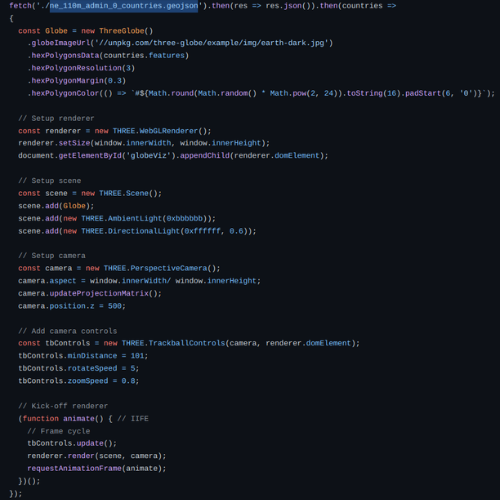 fetch('./ne_110m_admin_0_countries.geojson').then(res => res.json()).then(countries =>
{
  const Globe = new ThreeGlobe()
    .globeImageUrl('//unpkg.com/three-globe/example/img/earth-dark.jpg')
    .hexPolygonsData(countries.features)
    .hexPolygonResolution(3)
    .hexPolygonMargin(0.3)
    .hexPolygonColor(() => `#${Math.round(Math.random() * Math.pow(2, 24)).toString(16).padStart(6, '0')}`);

  // Setup renderer
  const renderer = new THREE.WebGLRenderer();
  renderer.setSize(window.innerWidth, window.innerHeight);
  document.getElementById('globeViz').appendChild(renderer.domElement);

  // Setup scene
  const scene = new THREE.Scene();
  scene.add(Globe);
  scene.add(new THREE.AmbientLight(0xbbbbbb));
  scene.add(new THREE.DirectionalLight(0xffffff, 0.6));

  // Setup camera
  const camera = new THREE.PerspectiveCamera();
  camera.aspect = window.innerWidth/ window.innerHeight;
  camera.updateProjectionMatrix();
  camera.position.z = 500;

  // Add camera controls
  const tbControls = new THREE.TrackballControls(camera, renderer.domElement);
  tbControls.minDistance = 101;
  tbControls.rotateSpeed = 5;
  tbControls.zoomSpeed = 0.8;

  // Kick-off renderer
  (function animate() { // IIFE
    // Frame cycle
    tbControls.update();
    renderer.render(scene, camera);
    requestAnimationFrame(animate);
  })();
});